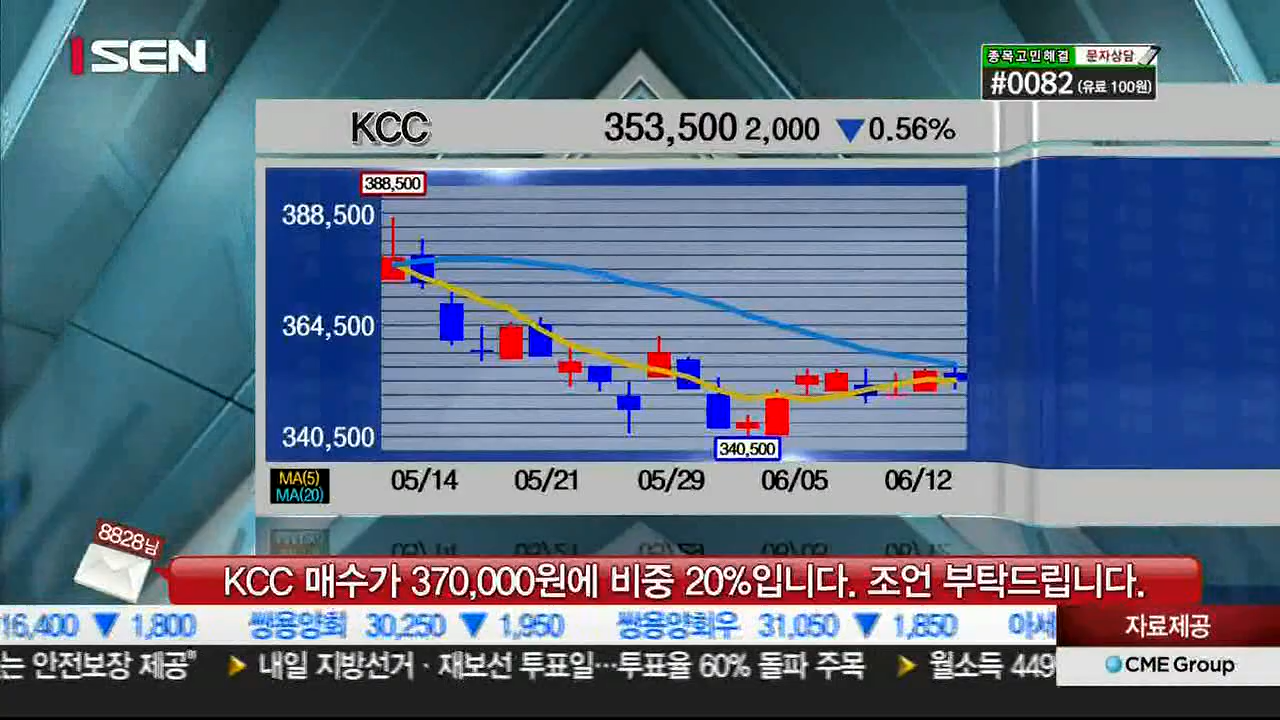 SEN
종목고민해결 문자상담
#0082 (유료 100원)
KCC 353,500 2,000 ▼0.56%
388,500
388,500
364,500
340,500
340,500
MA(5)
MA(20)
05/14 05/21 05/29 06/05 06/12
8828님
KCC 매수가 370,000원에 비중 20%입니다. 조언 부탁드립니다.
16,400 ▼ 1,800 쌍용양회 30,250 ▼ 1,950 쌍용양회우 31,050 ▼ 1,850 아세
자료제공
는 안전보장 제공" ▶ 내일 지방선거·재보선 투표일…투표율 60% 돌파 주목 ▶ 월소득 449
CME Group